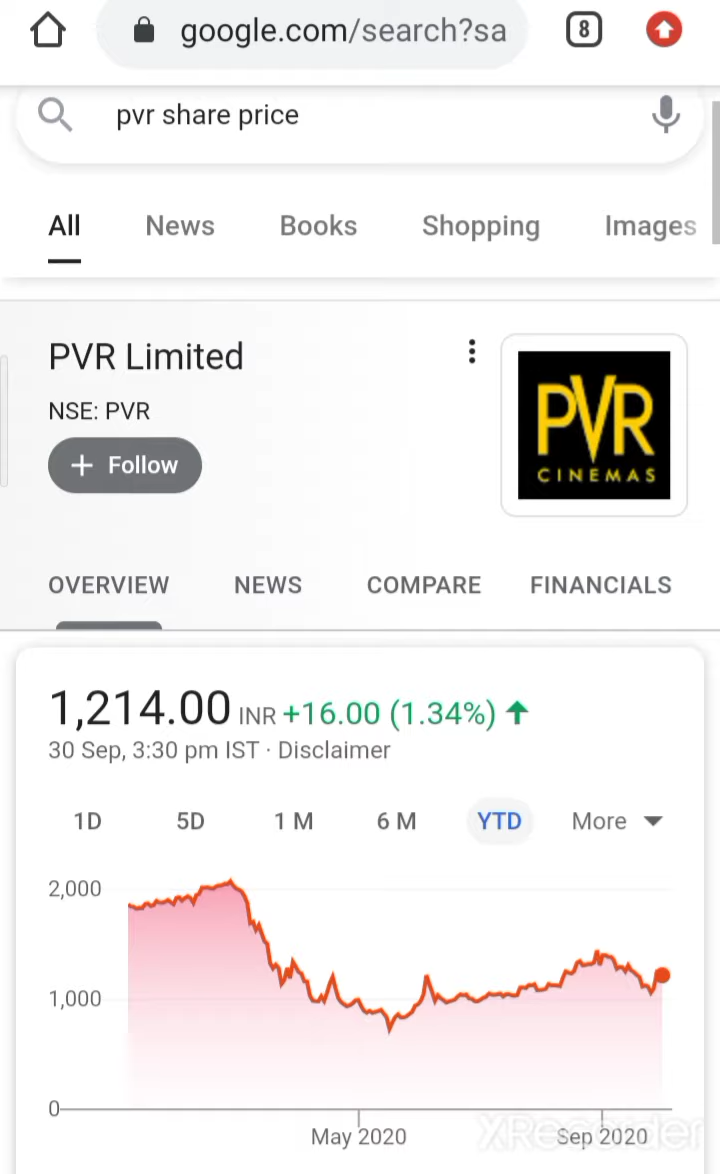 google.com/search?sa
8
pvr share price
All News Books Shopping Images
PVR Limited
NSE: PVR
+ Follow
PVR
CINEMAS
OVERVIEW NEWS COMPARE FINANCIALS
1,214.00 INR +16.00 (1.34%)
30 Sep, 3:30 pm IST · Disclaimer
1D 5D 1 M 6 M YTD More
2,000
1,000
0
May 2020 Sep 2020
XRecorder